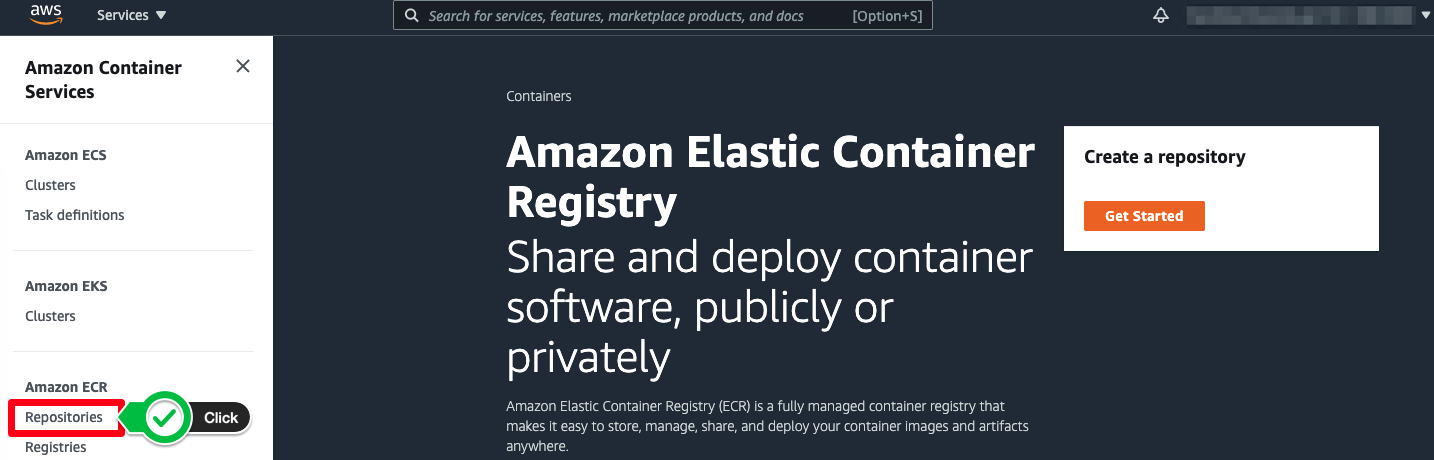 aws
Services ▼
Search for services, features, marketplace products, and docs
[Option+S]
Amazon Container
Services
Amazon ECS
Clusters
Task definitions
Amazon EKS
Clusters
Amazon ECR
Repositories
Click
Registries
Containers
Amazon Elastic Container
Registry
Share and deploy container
software, publicly or
privately
Amazon Elastic Container Registry (ECR) is a fully managed container registry that
makes it easy to store, manage, share, and deploy your container images and artifacts
anywhere.
Create a repository
Get Started